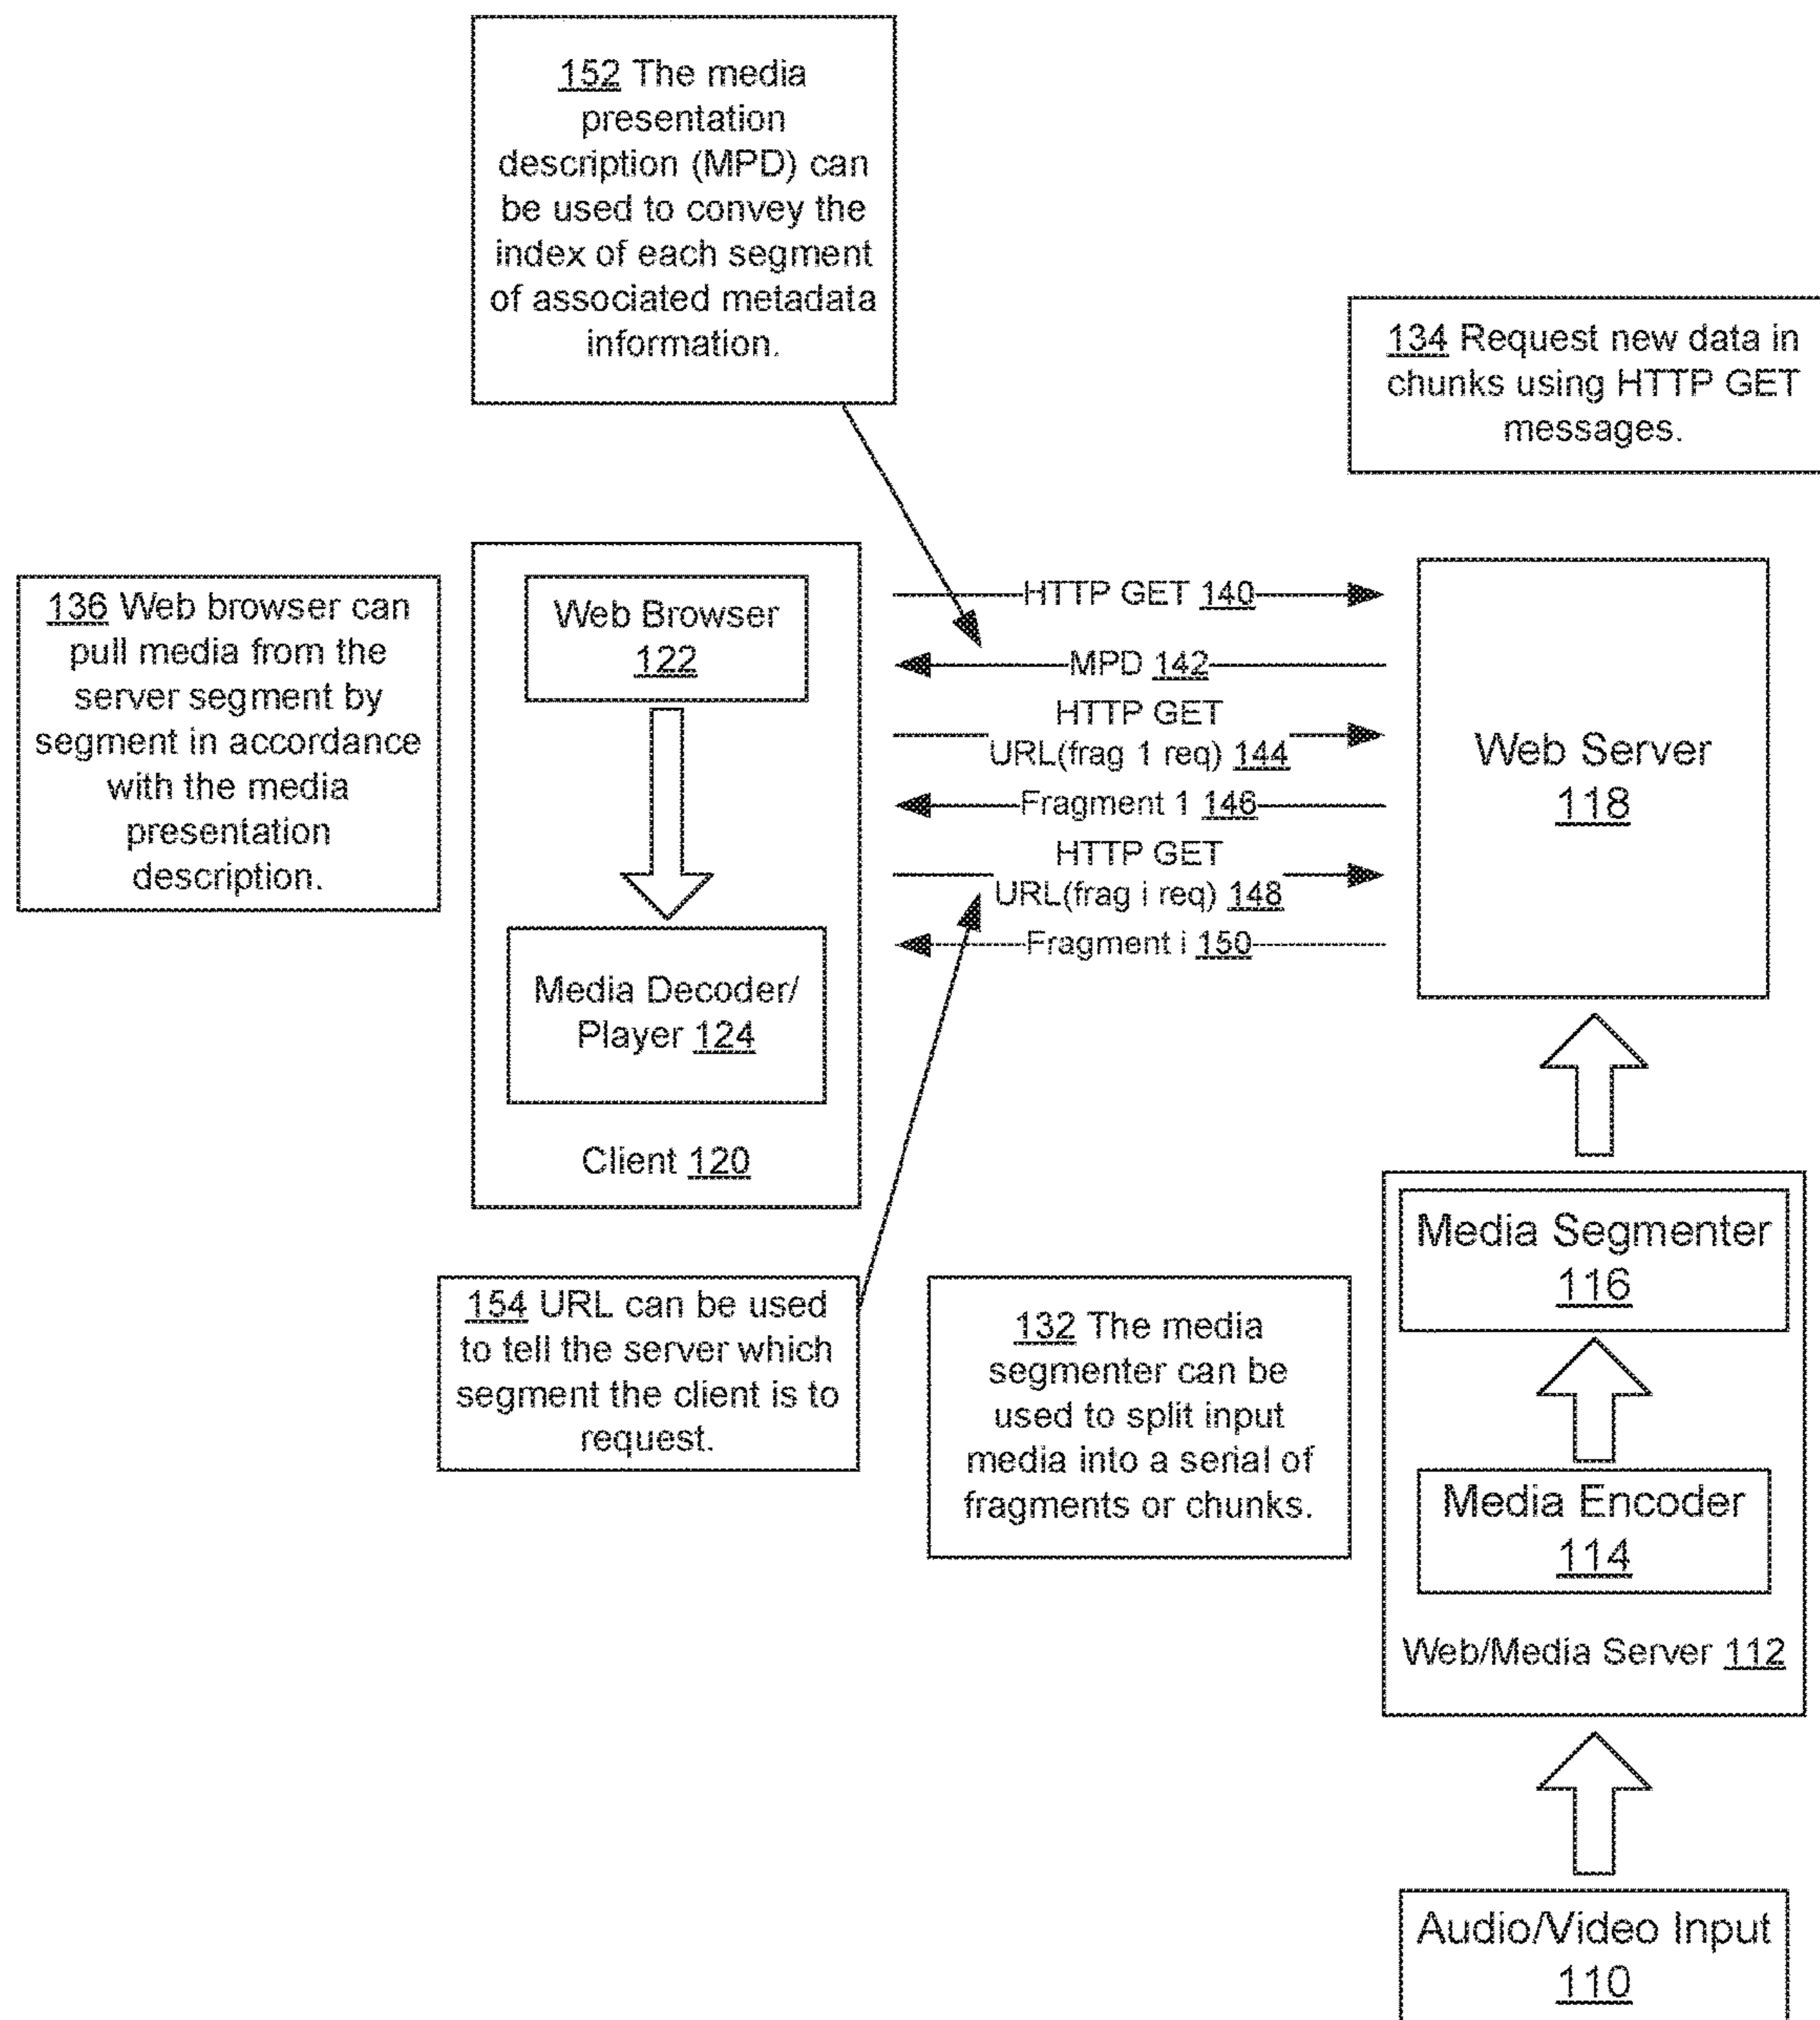 152 The media
presentation
description (MPD) can
be used to convey the
index of each segment
of associated metadata
information.
134 Request new data in
chunks using HTTP GET
messages.
136 Web browser can
pull media from the
server segment by
segment in accordance
with the media
presentation
description.
Web Browser
122
Media Decoder/
Player 124
Client 120
HTTP GET 140
MPD 142
HTTP GET
URL(frag 1 req) 144
Fragment 1 146
HTTP GET
URL(frag i req) 148
Fragment i 150
Web Server
118
154 URL can be used
to tell the server which
segment the client is to
request.
132 The media
segmenter can be
used to split input
media into a serial of
fragments or chunks.
Media Segmenter
116
Media Encoder
114
Web/Media Server 112
Audio/Video Input
110